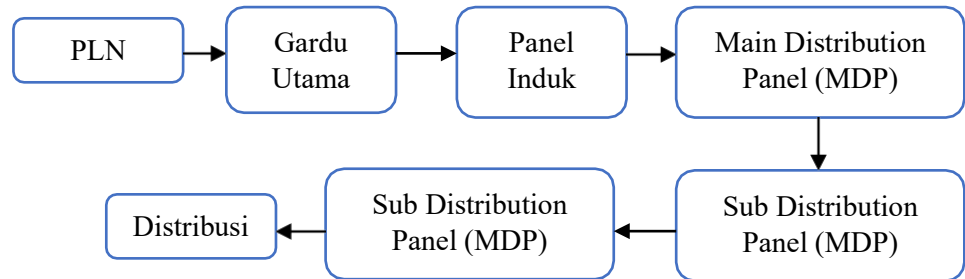 PLN
Gardu
Utama
Panel
Induk
Main Distribution
Panel (MDP)
Sub Distribution
Panel (MDP)
Sub Distribution
Panel (MDP)
Distribusi